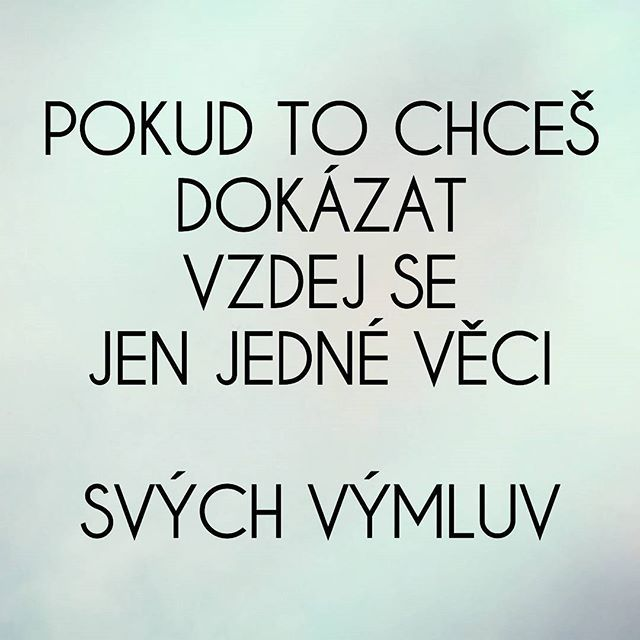 POKUD TO CHCEŠ
DOKÁZAT
VZDEJ SE
JEN JEDNÉ VĚCI
SVÝCH VÝMLUV